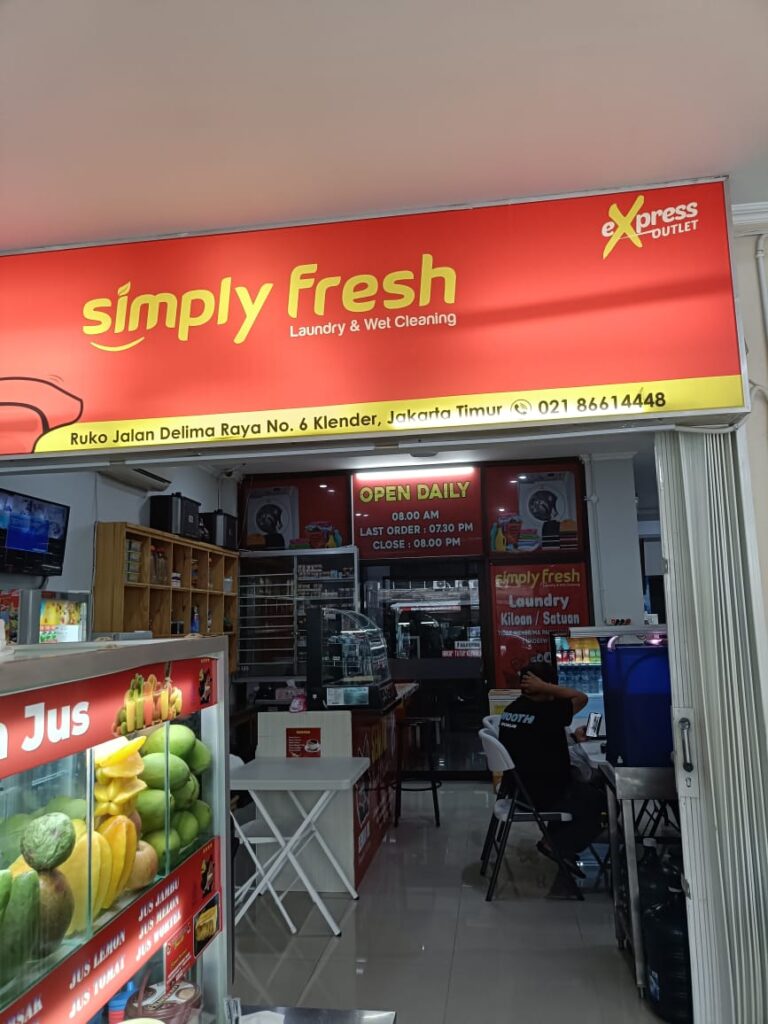 eXpress
OUTLET
simply fresh
Laundry & Wet Cleaning
Ruko Jalan Delima Raya No. 6 Klender, Jakarta Timur 021 86614448
OPEN DAILY
08.00 AM
LAST ORDER : 07.30 PM
CLOSE : 08.00 PM
simply fresh
Laundry
Kiloan / Satuan
Jus
JUS JAMBU
JUS LEMON JUS MELON
JUS TOMAT JUS WORTEL